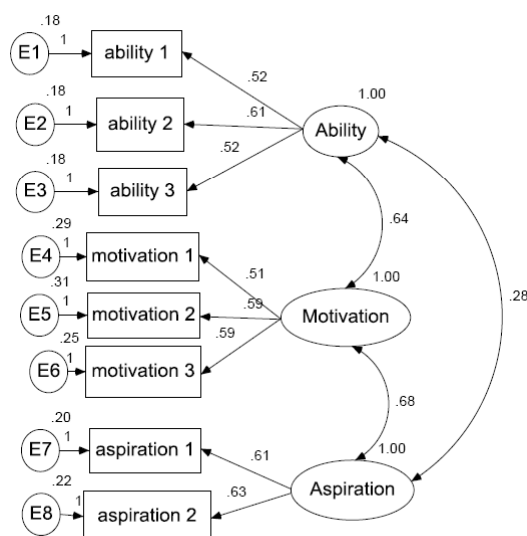 .18
1
E1
ability 1
.52
1.00
.18
1
E2
ability 2
.61
Ability
.18
1
E3
ability 3
.52
.64
.29
1
E4
motivation 1
.51
1.00
.28
.31
1
E5
motivation 2
.59
Motivation
.25
1
E6
motivation 3
.59
.68
.20
1
E7
aspiration 1
.61
1.00
.22
1
E8
aspiration 2
.63
Aspiration